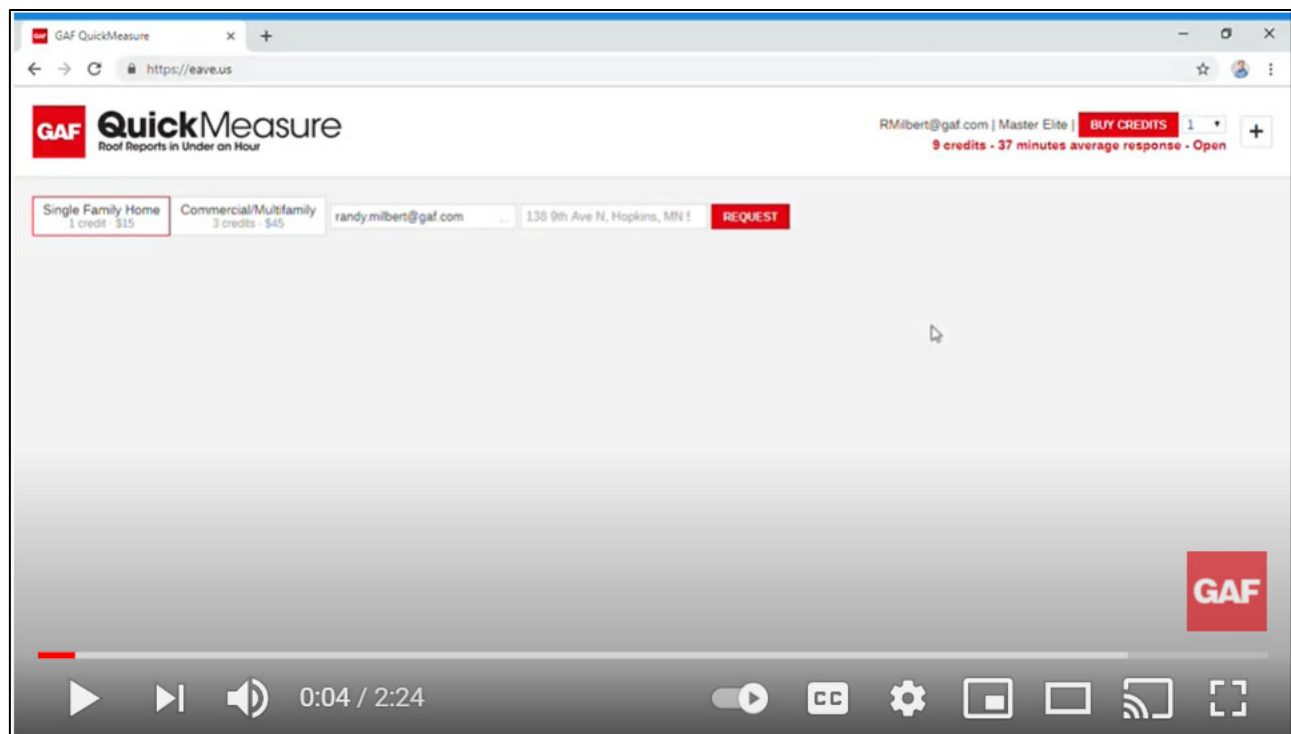 GAF QuickMeasure
https://eave.us
GAF QuickMeasure
Roof Reports in Under an Hour
RMilbert@gaf.com | Master Elite | BUY CREDITS 1
9 credits - 37 minutes average response - Open
Single Family Home
1 credit - $15
Commercial/Multifamily
3 credits - $45
randy.milbert@gaf.com
138 9th Ave N, Hopkins, MN
REQUEST
GAF
0:04 / 2:24
CC